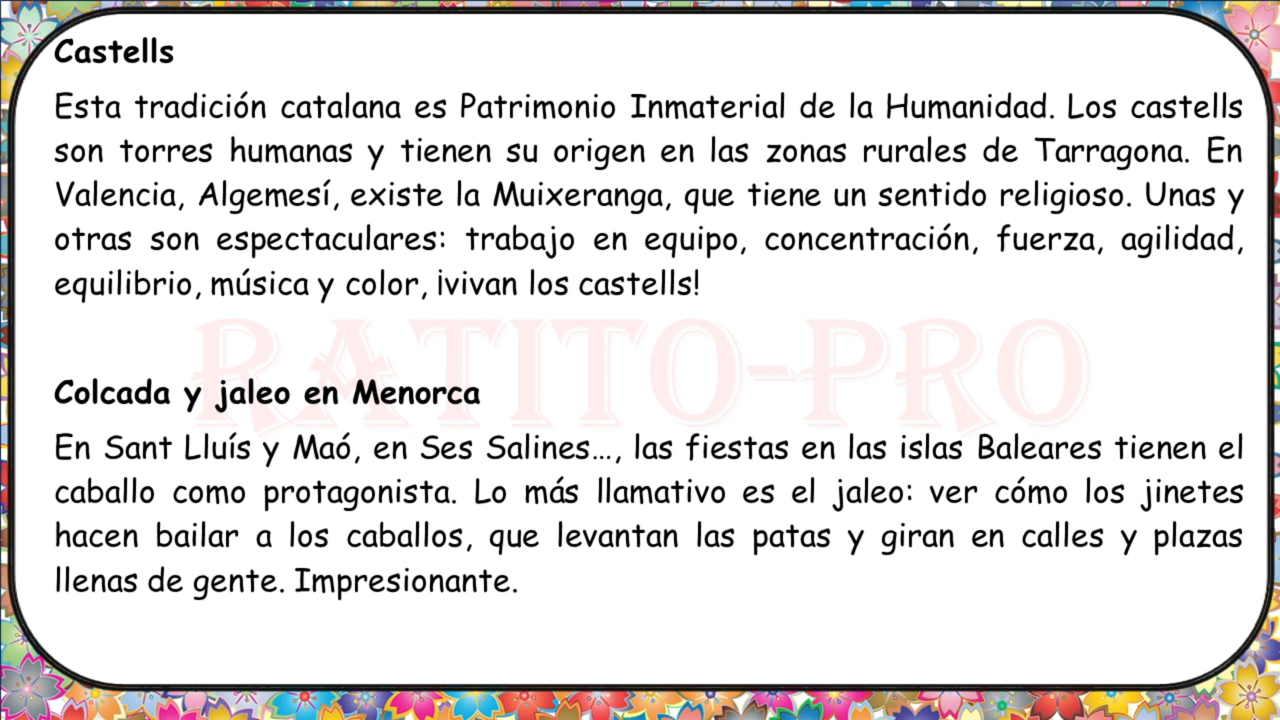 Castells
Esta tradición catalana es Patrimonio Inmaterial de la Humanidad. Los castells
son torres humanas y tienen su origen en las zonas rurales de Tarragona. En
Valencia, Algemesí, existe la Muixeranga, que tiene un sentido religioso. Unas y
otras son espectaculares: trabajo en equipo, concentración, fuerza, agilidad,
equilibrio, música y color, ¡vivan los castells!
RATITO-PRO
Colcada y jaleo en Menorca
En Sant Lluís y Maó, en Ses Salines..., las fiestas en las islas Baleares tienen el
caballo como protagonista. Lo más llamativo es el jaleo: ver cómo los jinetes
hacen bailar a los caballos, que levantan las patas y giran en calles y plazas
llenas de gente. Impresionante.